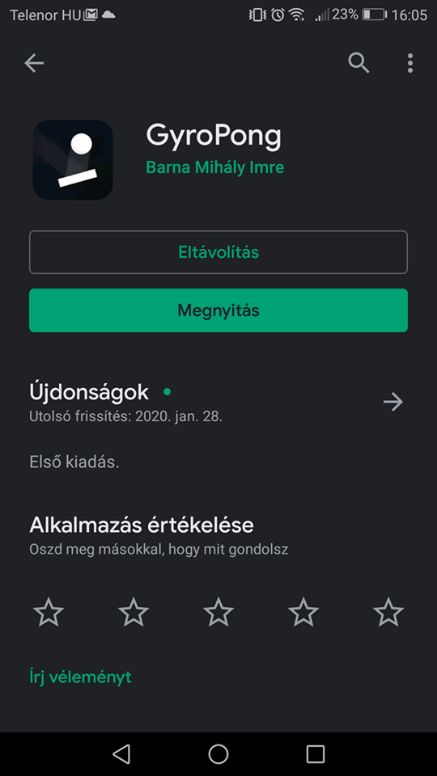 Telenor HU
23% 16:05
GyroPong
Barna Mihály Imre
Eltávolítás
Megnyitás
Újdonságok
Utolsó frissítés: 2020. jan. 28.
Első kiadás.
Alkalmazás értékelése
Oszd meg másokkal, hogy mit gondolsz
Írj véleményt